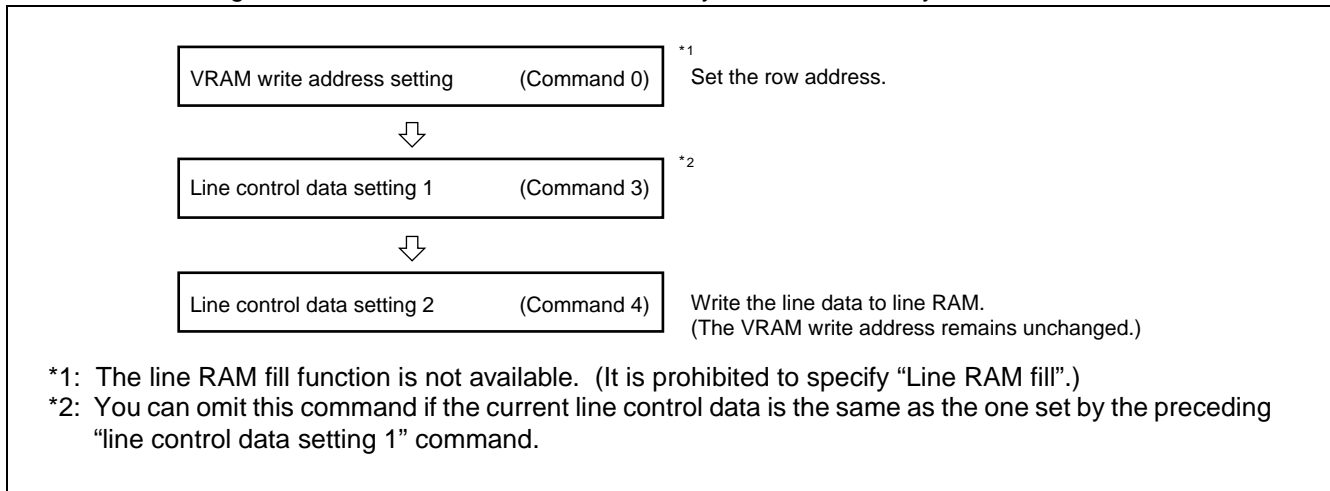 VRAM write address setting (Command 0)
*1
Set the row address.
Line control data setting 1 (Command 3)
*2
Line control data setting 2 (Command 4)
Write the line data to line RAM.
(The VRAM write address remains unchanged.)
*1: The line RAM fill function is not available. (It is prohibited to specify “Line RAM fill”.)
*2: You can omit this command if the current line control data is the same as the one set by the preceding
“line control data setting 1” command.